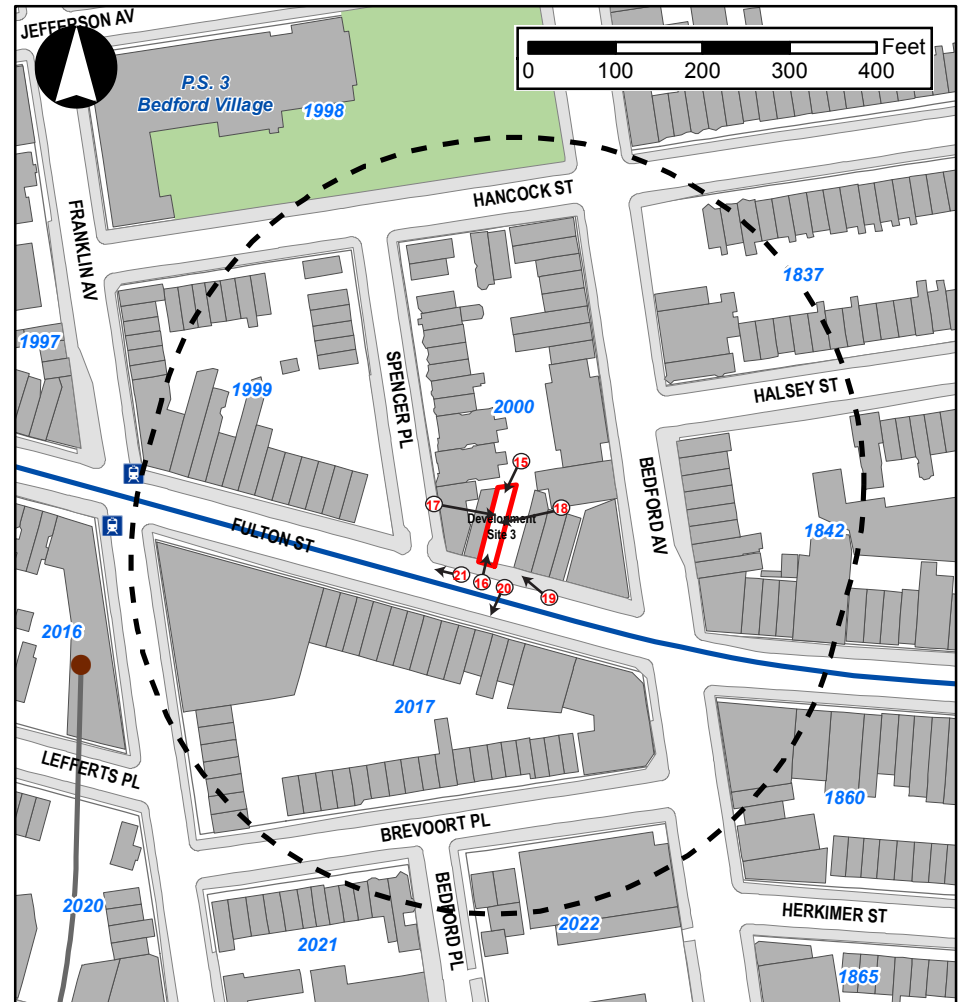 JEFFERSON AV
Feet
0 100 200 300 400
P.S. 3
Bedford Village
1998
HANCOCK ST
FRANKLIN AV
1837
1997
SPENCER PL
1999
HALSEY ST
2000
BEDFORD AV
15
17
18
Development
Site 3
FULTON ST
1842
21
16
20
19
2016
2017
LEFFERTS PL
1860
BREVOORT PL
BEDFORD PL
2020
2022
HERKIMER ST
2021
1865